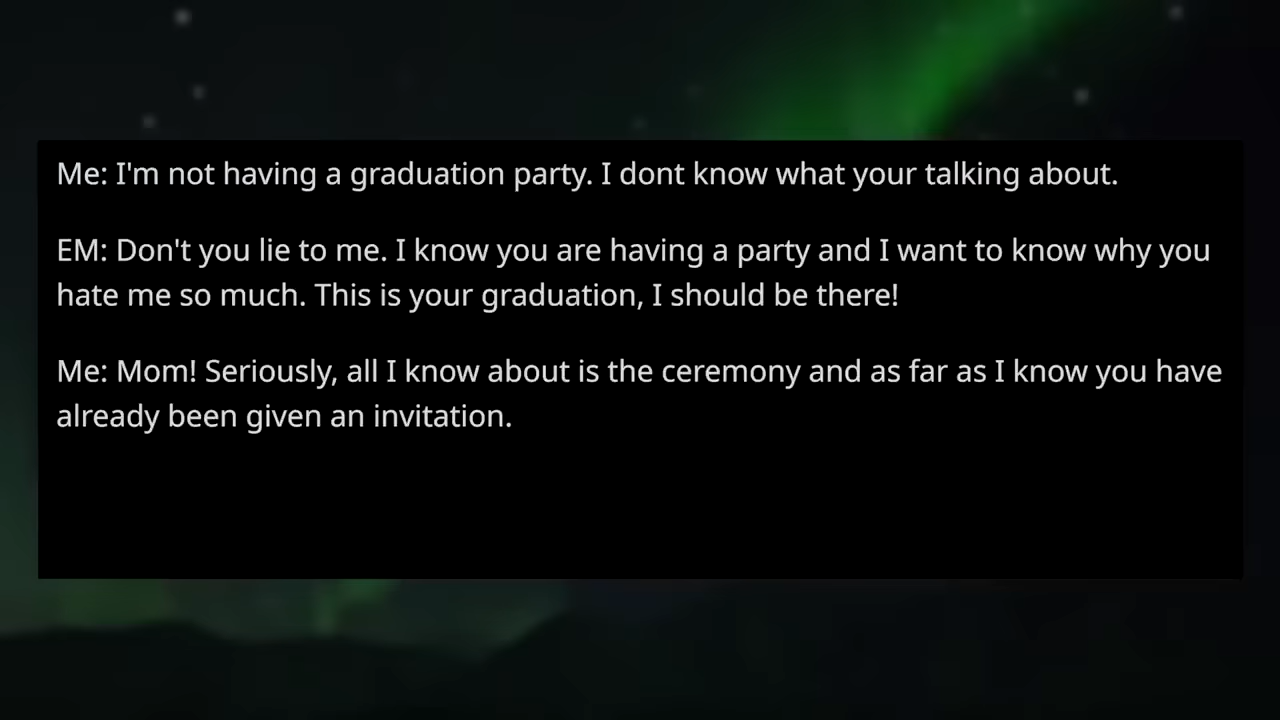 Me: I'm not having a graduation party. I dont know what your talking about.
EM: Don't you lie to me. I know you are having a party and I want to know why you
hate me so much. This is your graduation, I should be there!
Me: Mom! Seriously, all I know about is the ceremony and as far as I know you have
already been given an invitation.